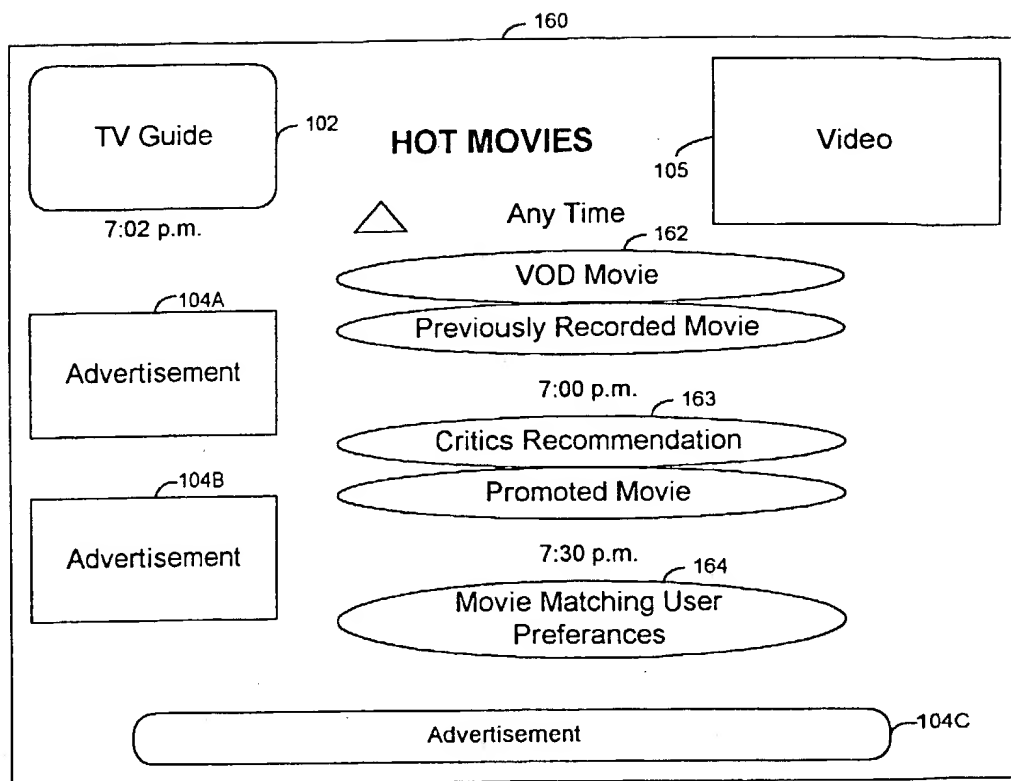 160
TV Guide
102
HOT MOVIES
105
Video
7:02 p.m.
Any Time
162
VOD Movie
Previously Recorded Movie
104A
Advertisement
7:00 p.m.
163
Critics Recommendation
Promoted Movie
104B
Advertisement
7:30 p.m.
164
Movie Matching User
Preferances
Advertisement
104C